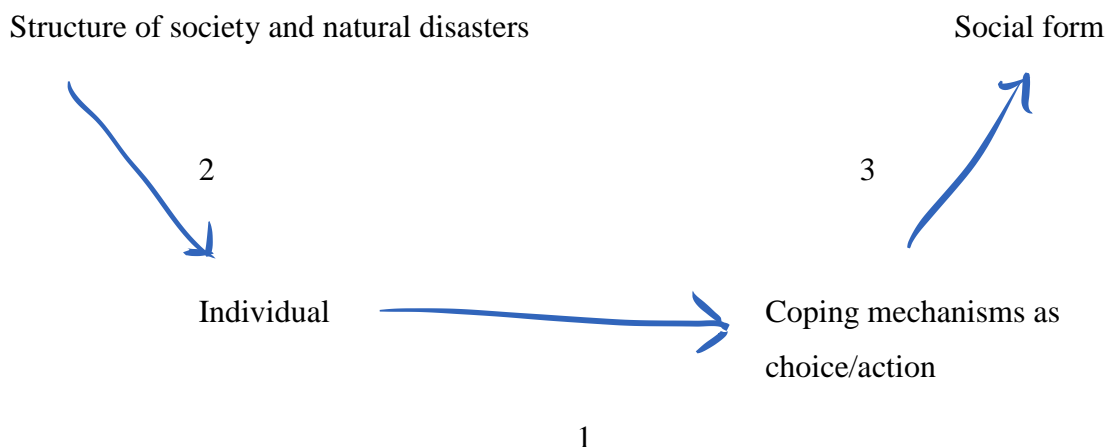 Structure of society and natural disasters
Social form
2
3
Individual
Coping mechanisms as
choice/action
1